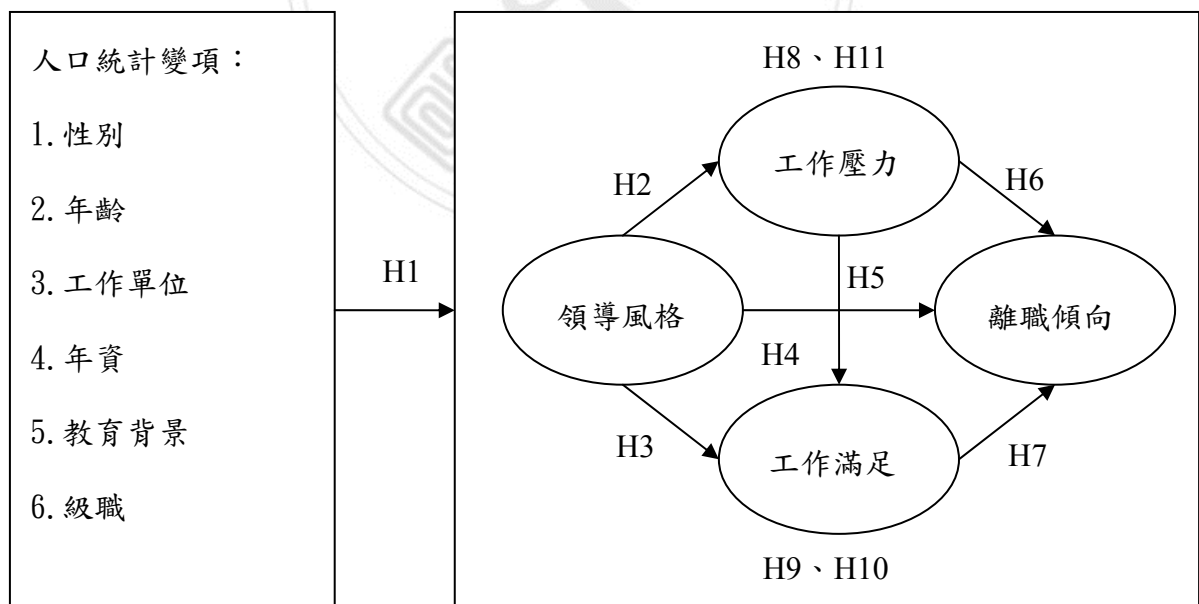 人口統計變項：
1.性別
2.年齡
3.工作單位
4.年資
5.教育背景
6.級職
H1
H8、H11
工作壓力
H2
H6
領導風格
H5
離職傾向
H4
H3
工作滿足
H7
H9、H10